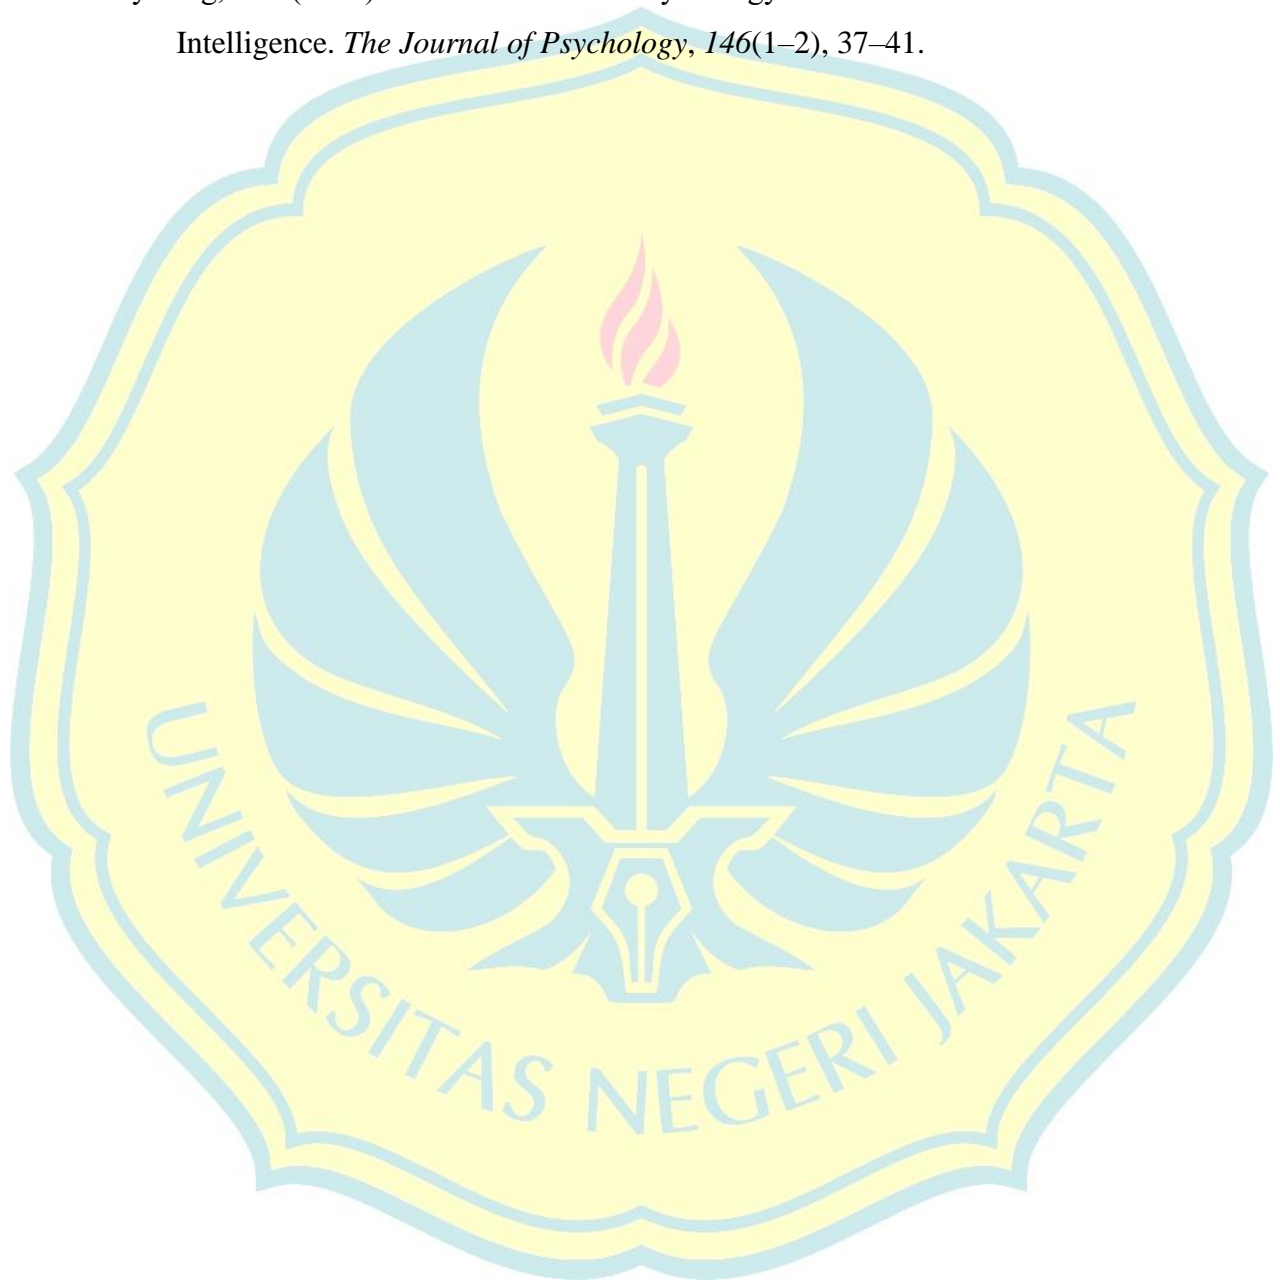 Intelligence. The Journal of Psychology, 146(1–2), 37–41.
UNIVERSITAS NEGERI JAKARTA